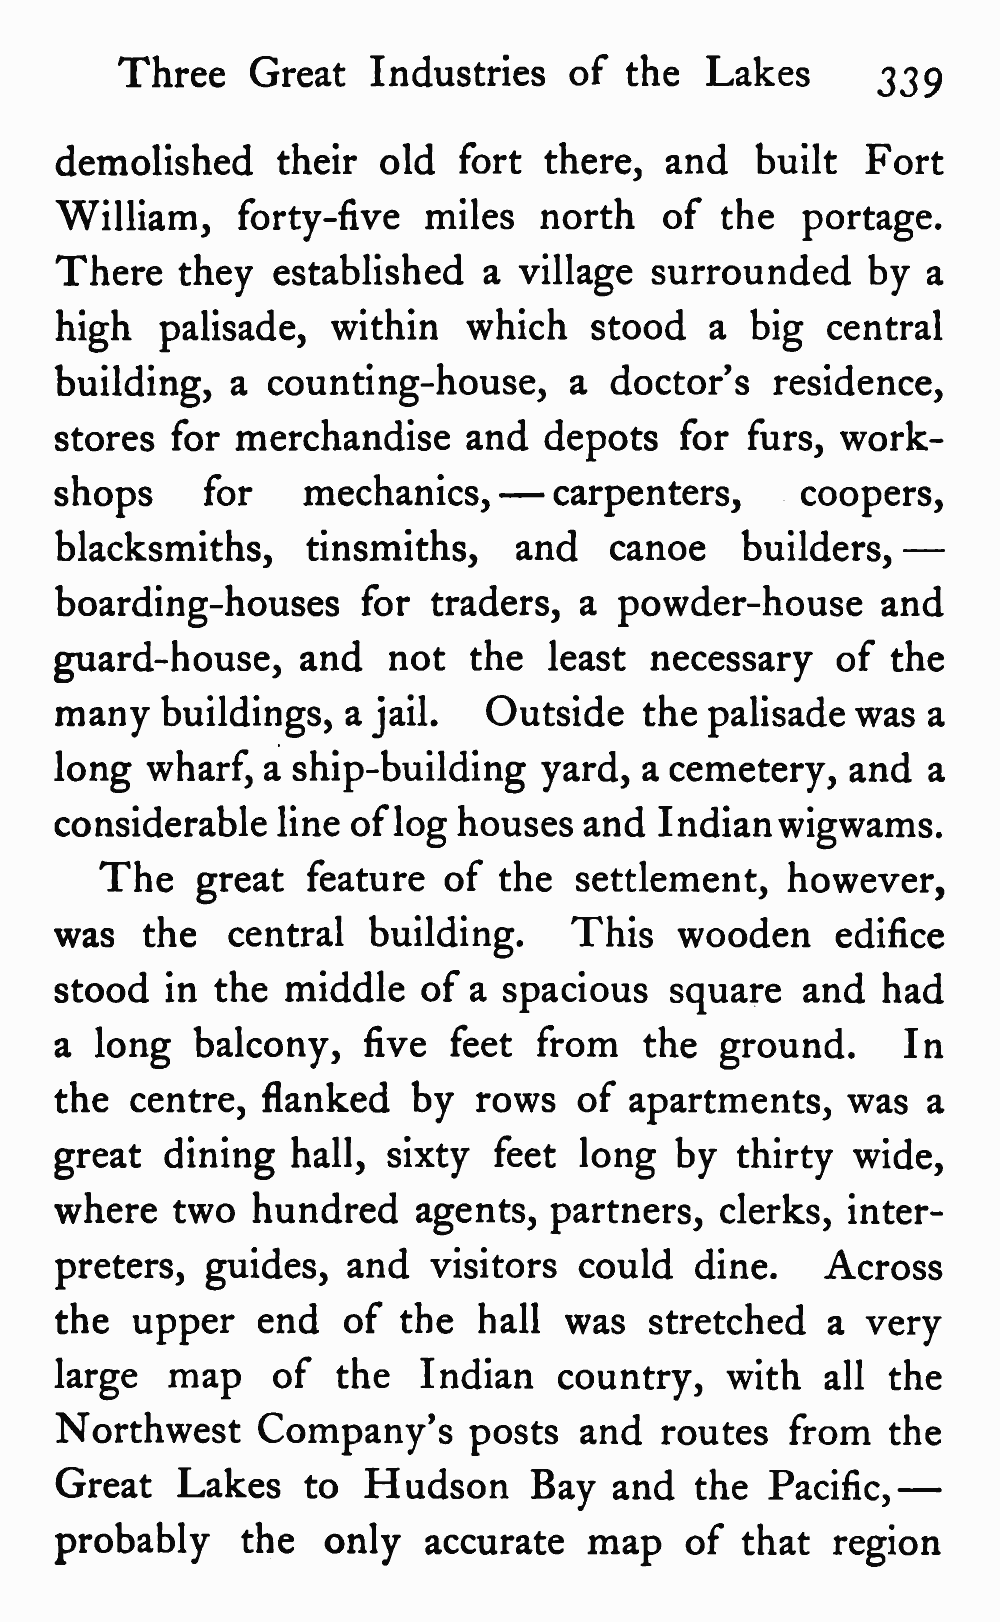 Three Great Industries of the Lakes 339
demolished their old fort there, and built Fort
William, forty-five miles north of the portage.
There they established a village surrounded by a
high palisade, within which stood a big central
building, a counting-house, a doctor's residence,
stores for merchandise and depots for furs, work-
shops for mechanics, — carpenters, coopers,
blacksmiths, tinsmiths, and canoe builders, —
boarding-houses for traders, a powder-house and
guard-house, and not the least necessary of the
many buildings, a jail. Outside the palisade was a
long wharf, a ship-building yard, a cemetery, and a
considerable line of log houses and Indian wigwams.
The great feature of the settlement, however,
was the central building. This wooden edifice
stood in the middle of a spacious square and had
a long balcony, five feet from the ground. In
the centre, flanked by rows of apartments, was a
great dining hall, sixty feet long by thirty wide,
where two hundred agents, partners, clerks, inter-
preters, guides, and visitors could dine. Across
the upper end of the hall was stretched a very
large map of the Indian country, with all the
Northwest Company's posts and routes from the
Great Lakes to Hudson Bay and the Pacific, —
probably the only accurate map of that region